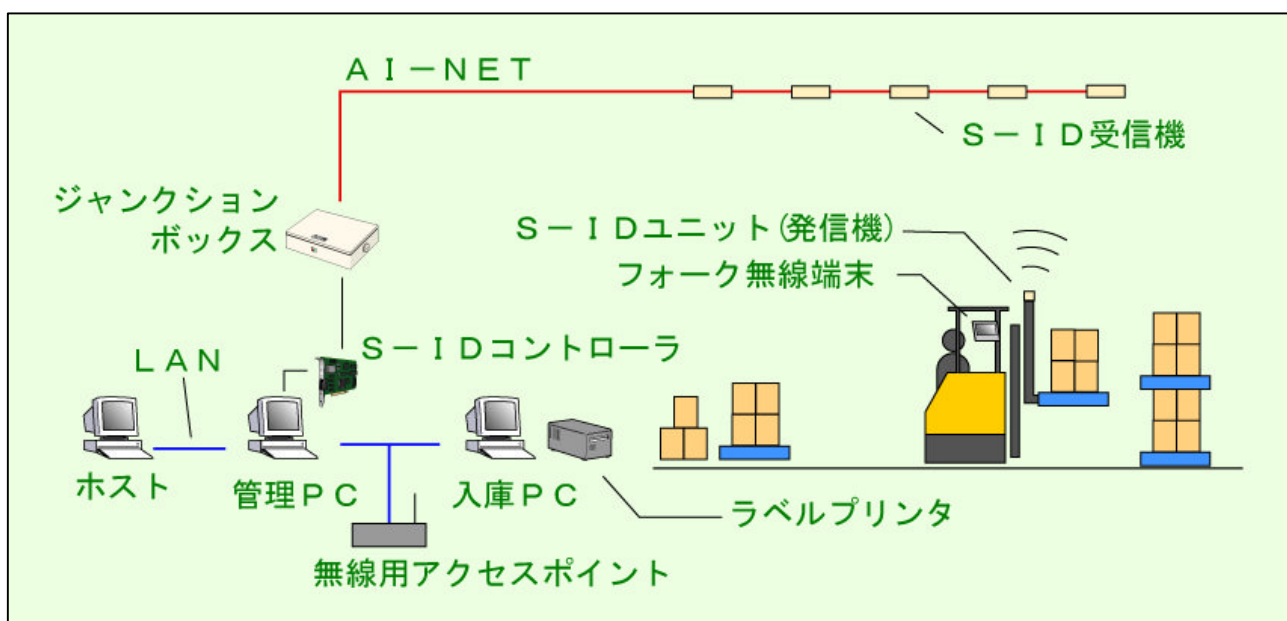 ＡＩ－ＮＥＴ
Ｓ－ＩＤ受信機
ジャンクション
ボックス
Ｓ－ＩＤユニット(発信機)
フォーク無線端末
Ｓ－ＩＤコントローラ
ＬＡＮ
ホスト
管理ＰＣ
入庫ＰＣ
ラベルプリンタ
無線用アクセスポイント